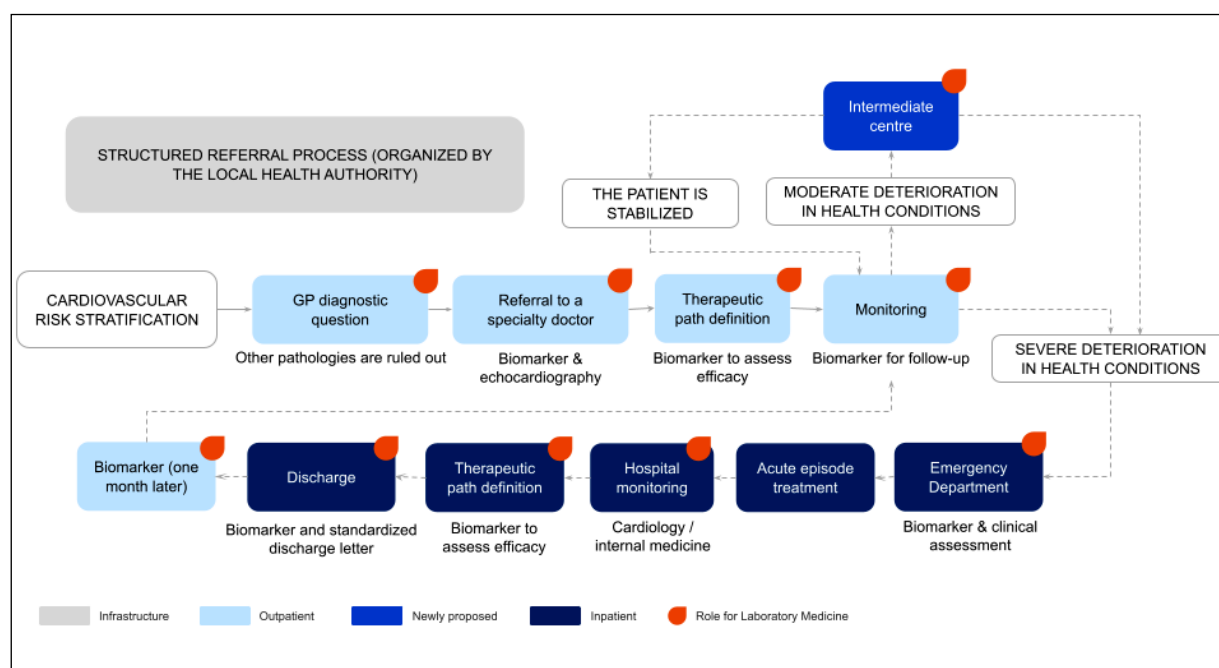 Intermediate
centre
STRUCTURED REFERRAL PROCESS (ORGANIZED BY
THE LOCAL HEALTH AUTHORITY)
THE PATIENT IS
STABILIZED
MODERATE DETERIORATION
IN HEALTH CONDITIONS
CARDIOVASCULAR
RISK STRATIFICATION
GP diagnostic
question
Other pathologies are ruled out
Referral to a
specialty doctor
Biomarker &
echocardiography
Therapeutic
path definition
Biomarker to assess
efficacy
Monitoring
Biomarker for follow-up
SEVERE DETERIORATION
IN HEALTH CONDITIONS
Biomarker (one
month later)
Discharge
Biomarker and standardized
discharge letter
Therapeutic
path definition
Biomarker to
assess efficacy
Hospital
monitoring
Cardiology /
internal medicine
Acute episode
treatment
Emergency
Department
Biomarker & clinical
assessment
Infrastructure
Outpatient
Newly proposed
Inpatient
Role for Laboratory Medicine